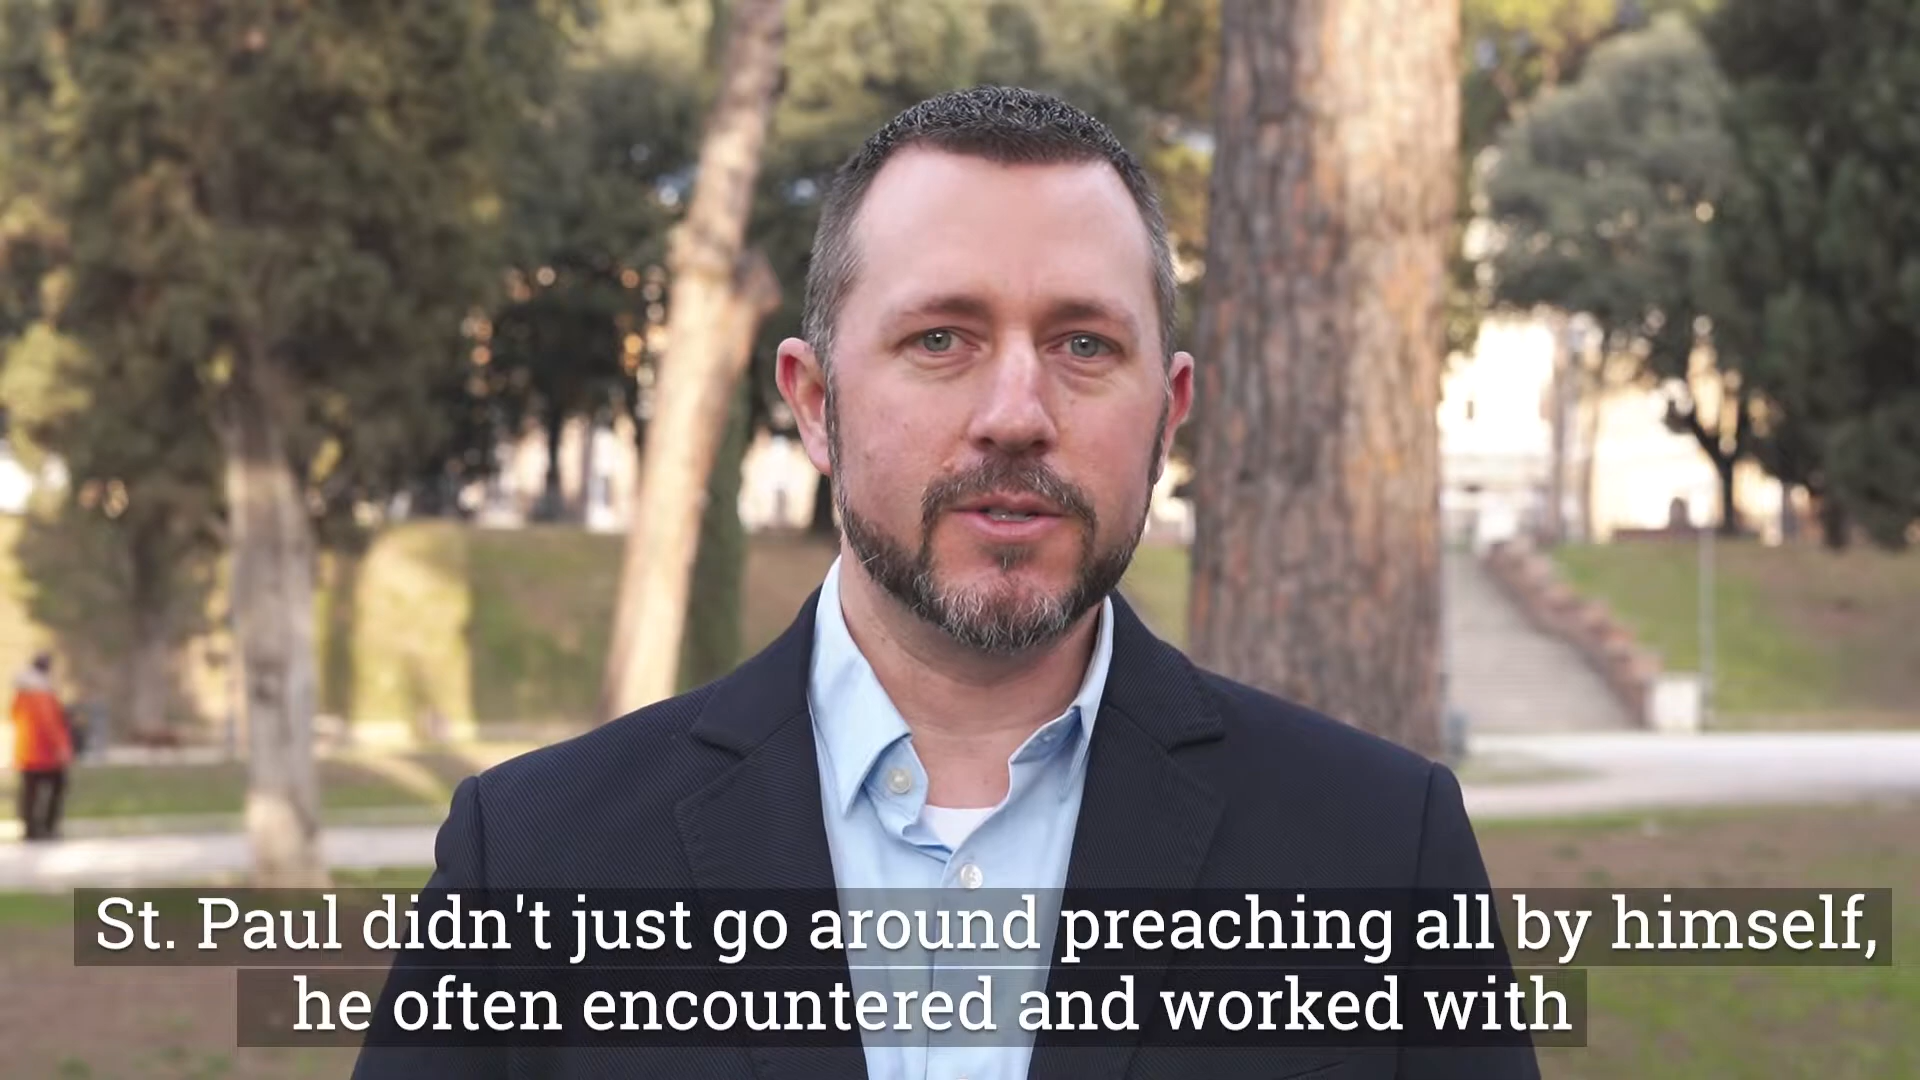 St. Paul didn't just go around preaching all by himself,
he often encountered and worked with